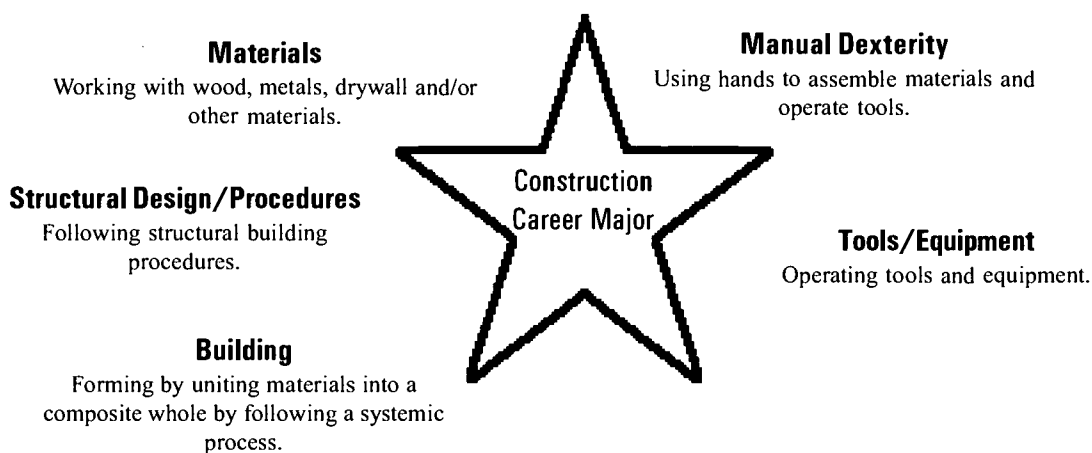 Materials
Working with wood, metals, drywall and/or
other materials.
Manual Dexterity
Using hands to assemble materials and
operate tools.
Construction
Career Major
Structural Design/Procedures
Following structural building
procedures.
Tools/Equipment
Operating tools and equipment.
Building
Forming by uniting materials into a
composite whole by following a systemic
process.